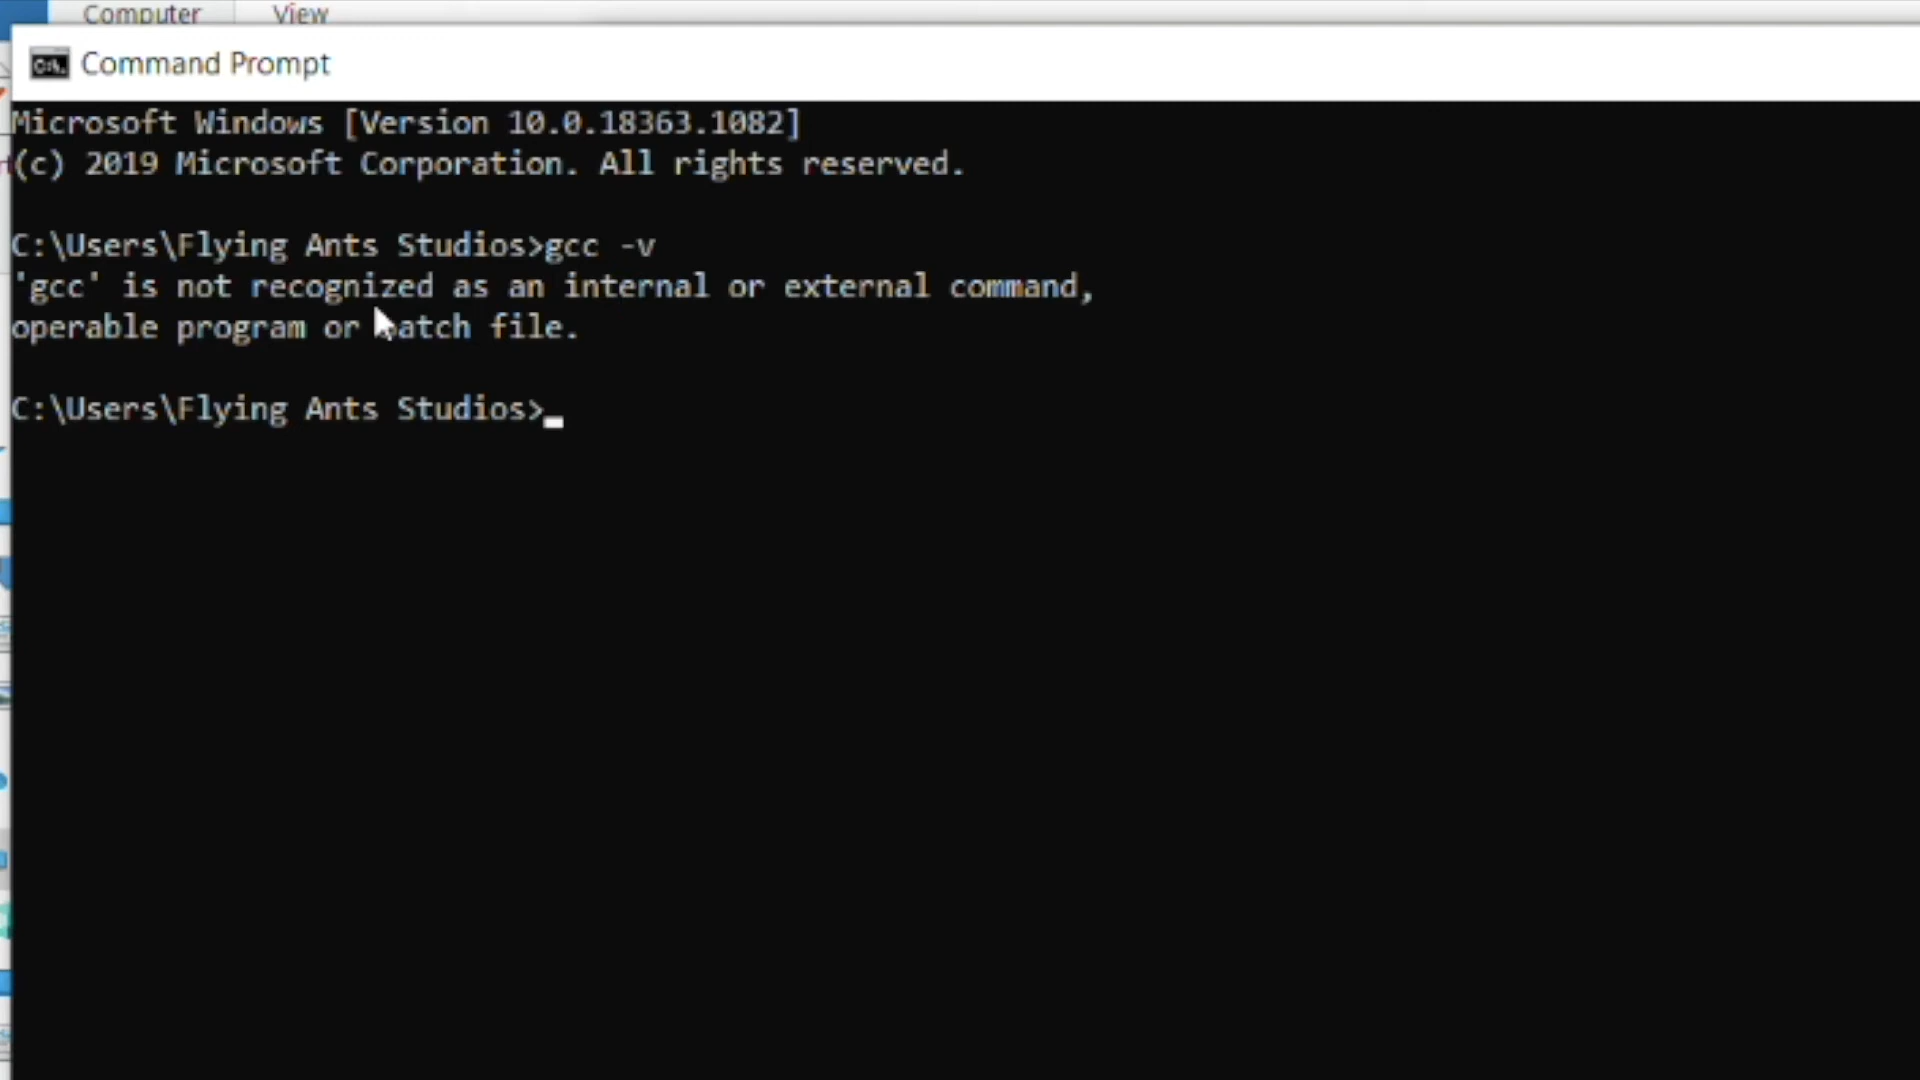 Computer View
Command Prompt
Microsoft Windows [Version 10.0.18363.1082]
(c) 2019 Microsoft Corporation. All rights reserved.
C:\Users\Flying Ants Studios>gcc -v
'gcc' is not recognized as an internal or external command,
operable program or batch file.
C:\Users\Flying Ants Studios>